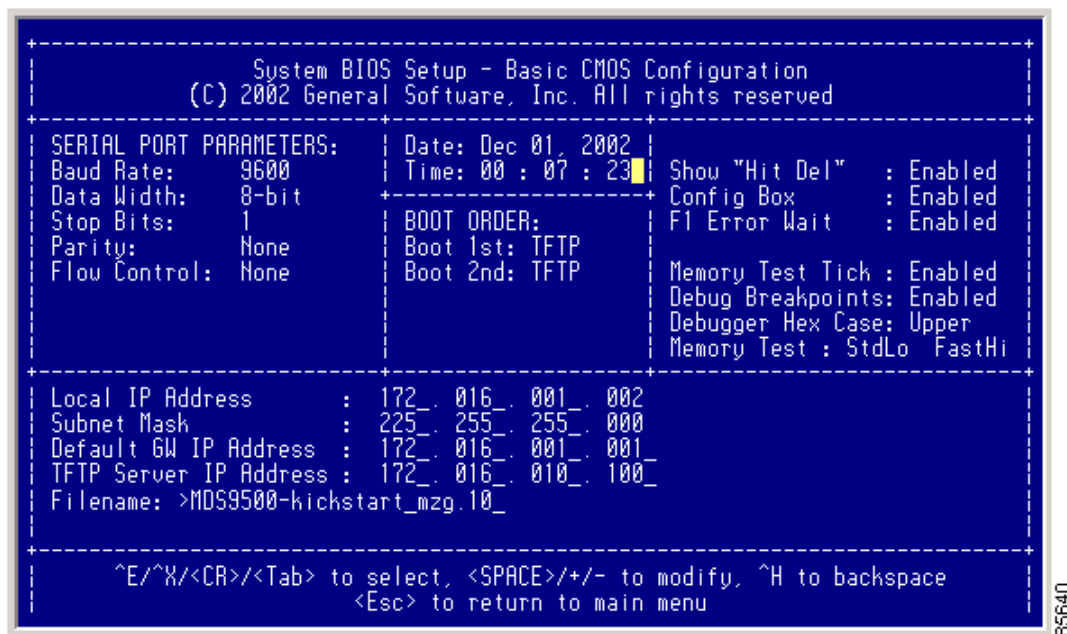 System BIOS Setup - Basic CMOS Configuration
(C) 2002 General Software, Inc. All rights reserved
SERIAL PORT PARAMETERS:
Baud Rate: 9600
Data Width: 8-bit
Stop Bits: 1
Parity: None
Flow Control: None
Date: Dec 01, 2002
Time: 00 : 07 : 23
BOOT ORDER:
Boot 1st: TFTP
Boot 2nd: TFTP
Show "Hit Del" : Enabled
Config Box : Enabled
F1 Error Wait : Enabled
Memory Test Tick : Enabled
Debug Breakpoints: Enabled
Debugger Hex Case: Upper
Memory Test : StdLo FastHi
Local IP Address : 172_. 016_. 001_. 002
Subnet Mask : 225_. 255_. 255_. 000
Default GW IP Address : 172_. 016_. 001_. 001_
TFTP Server IP Address : 172_. 016_. 010_. 100_
Filename: >MDS9500-kickstart_mzg.10_
^E/^X/<CR>/<Tab> to select, <SPACE>/+/- to modify, ^H to backspace
<Esc> to return to main menu
85640